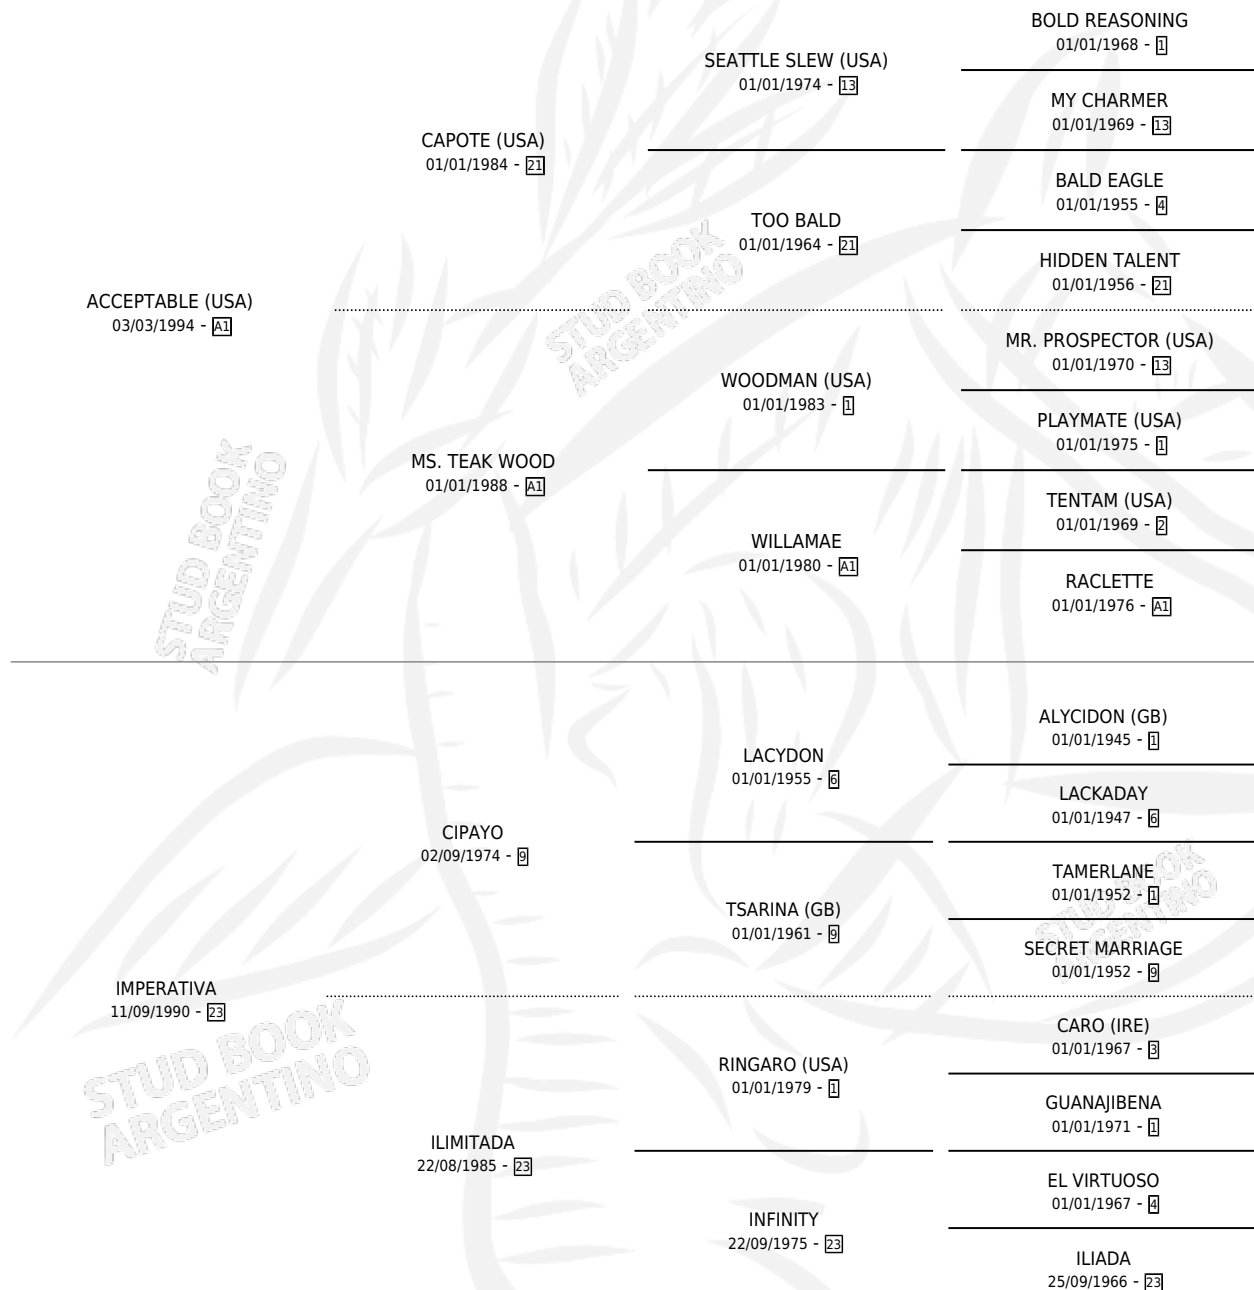 BOLD REASONING
01/01/1968 - 1
SEATTLE SLEW (USA)
01/01/1974 - 13
MY CHARMER
01/01/1969 - 13
CAPOTE (USA)
01/01/1984 - 21
BALD EAGLE
01/01/1955 - 4
TOO BALD
01/01/1964 - 21
HIDDEN TALENT
01/01/1956 - 21
ACCEPTABLE (USA)
03/03/1994 - A1
MR. PROSPECTOR (USA)
01/01/1970 - 13
WOODMAN (USA)
01/01/1983 - 1
PLAYMATE (USA)
01/01/1975 - 1
MS. TEAK WOOD
01/01/1988 - A1
TENTAM (USA)
01/01/1969 - 2
WILLAMAE
01/01/1980 - A1
RACLETTE
01/01/1976 - A1
ALYCIDON (GB)
01/01/1945 - 1
LACYDON
01/01/1955 - 6
LACKADAY
01/01/1947 - 6
CIPAYO
02/09/1974 - 9
TAMERLANE
01/01/1952 - 1
TSARINA (GB)
01/01/1961 - 9
SECRET MARRIAGE
01/01/1952 - 9
IMPERATIVA
11/09/1990 - 23
CARO (IRE)
01/01/1967 - 3
RINGARO (USA)
01/01/1979 - 1
GUANAJIBENA
01/01/1971 - 1
ILIMITADA
22/08/1985 - 23
EL VIRTUOSO
01/01/1967 - 4
INFINITY
22/09/1975 - 23
ILIADA
25/09/1966 - 23
STUD BOOK
ARGENTINO
STUD BOOK
ARGENTINO
STUD BOOK
ARGENTINO
STUD BOOK
ARGENTINO